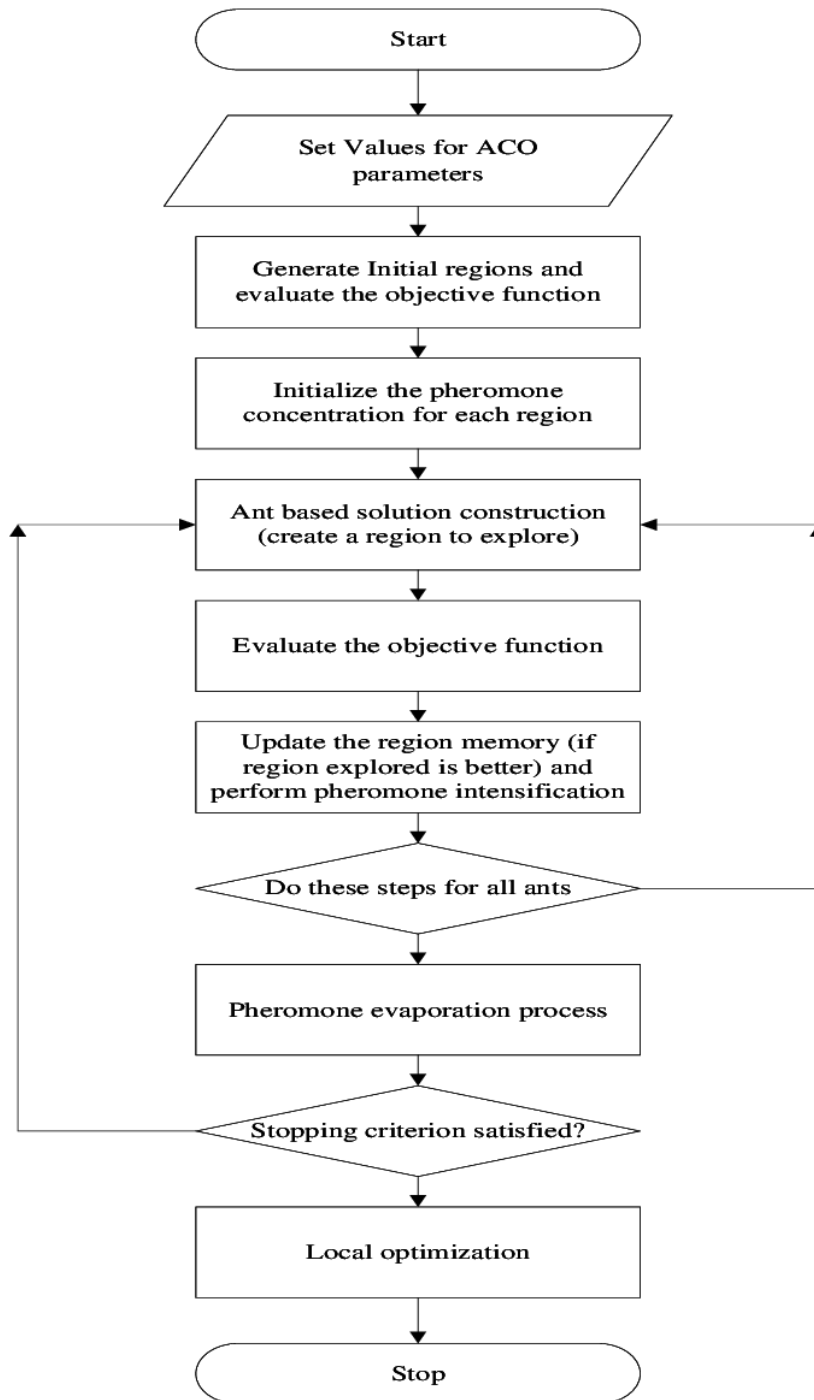 Start
Set Values for ACO
parameters
Generate Initial regions and
evaluate the objective function
Initialize the pheromone
concentration for each region
Ant based solution construction
(create a region to explore)
Evaluate the objective function
Update the region memory (if
region explored is better) and
perform pheromone intensification
Do these steps for all ants
Pheromone evaporation process
Stopping criterion satisfied?
Local optimization
Stop